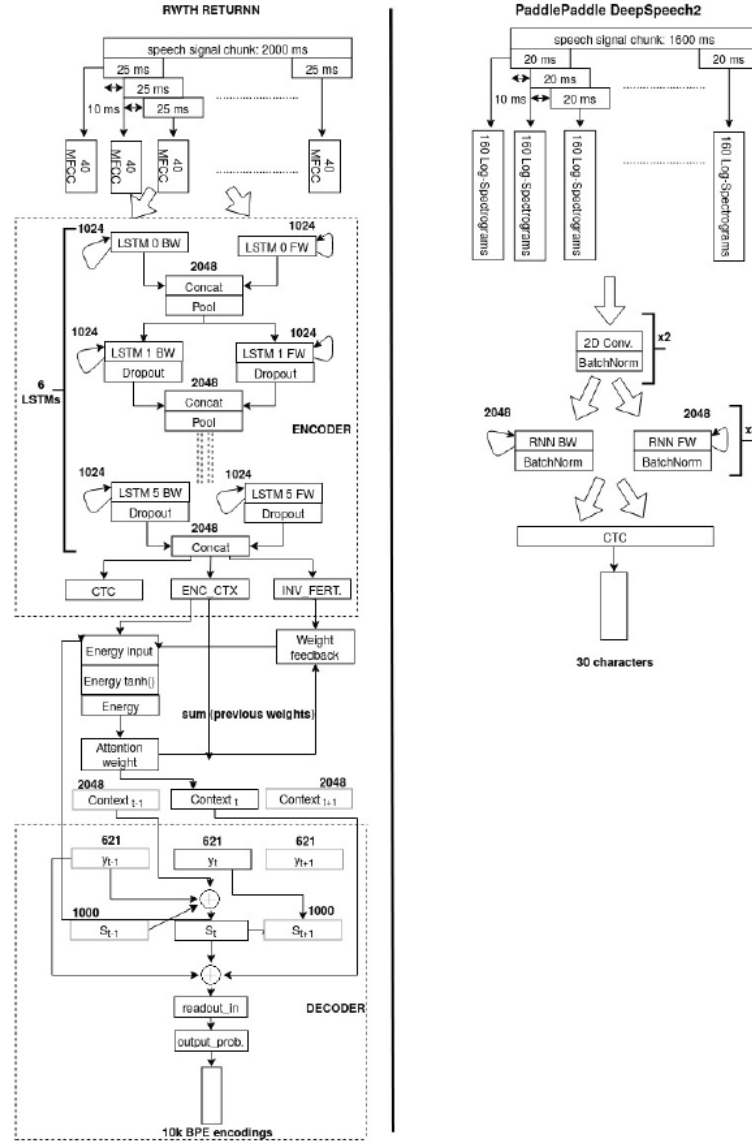 RWTH RETURNN
speech signal chunk: 2000 ms
25 ms
25 ms
25 ms
10 ms
25 ms
40 MFCC
40 MFCC
40 MFCC
40 MFCC
1024
LSTM 0 BW
1024
LSTM 0 FW
2048
Concat
Pool
1024
LSTM 1 BW
Dropout
1024
LSTM 1 FW
Dropout
2048
Concat
Pool
6
LSTMs
ENCODER
1024
LSTM 5 BW
Dropout
1024
LSTM 5 FW
Dropout
2048
Concat
CTC
ENC_CTX
INV_FERT.
Energy input
Energy tanh()
Energy
Weight
feedback
sum (previous weights)
Attention
weight
2048
Context t-1
Context t
2048
Context t+1
621
yt-1
621
yt
621
yt+1
1000
St-1
St
1000
St+1
readout_in
DECODER
output_prob.
10k BPE encodings
PaddlePaddle DeepSpeech2
speech signal chunk: 1600 ms
20 ms
20 ms
20 ms
10 ms
20 ms
160 Log-Spectrograms
160 Log-Spectrograms
160 Log-Spectrograms
160 Log-Spectrograms
2D Conv.
BatchNorm
x2
2048
RNN BW
BatchNorm
2048
RNN FW
BatchNorm
CTC
30 characters